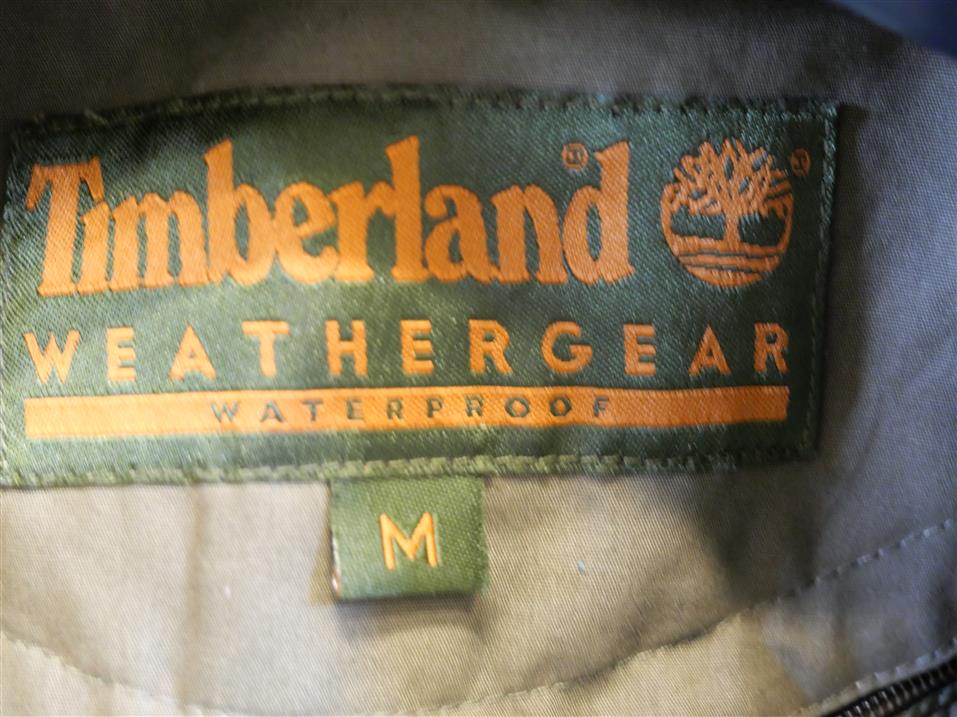 Timberland®
®
WEATHERGEAR
WATERPROOF
M